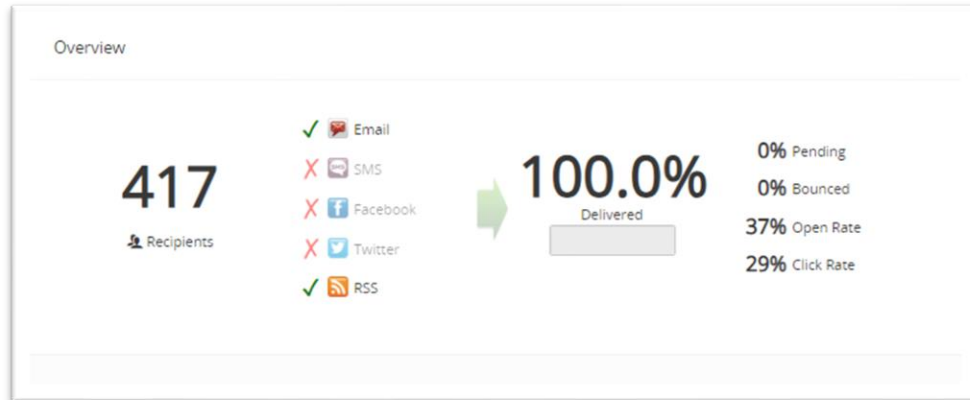 Overview
417
Recipients
Email
SMS
Facebook
Twitter
RSS
100.0%
Delivered
0% Pending
0% Bounced
37% Open Rate
29% Click Rate